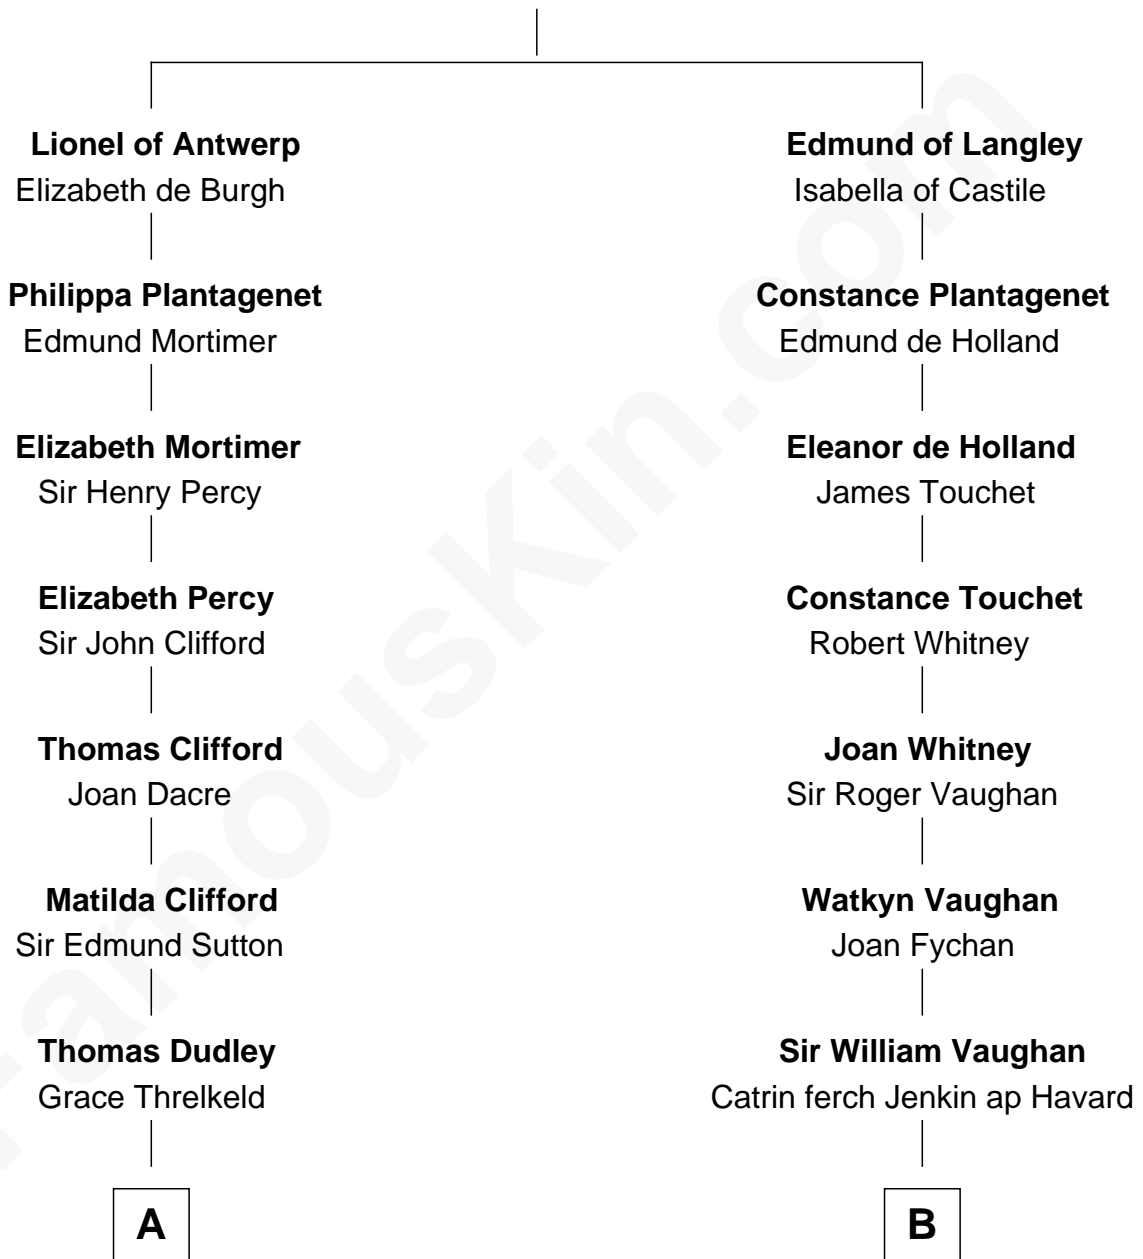 Lionel of Antwerp
Elizabeth de Burgh
Philippa Plantagenet
Edmund Mortimer
Elizabeth Mortimer
Sir Henry Percy
Elizabeth Percy
Sir John Clifford
Thomas Clifford
Joan Dacre
Matilda Clifford
Sir Edmund Sutton
Thomas Dudley
Grace Threlkeld
A
Edmund of Langley
Isabella of Castile
Constance Plantagenet
Edmund de Holland
Eleanor de Holland
James Touchet
Constance Touchet
Robert Whitney
Joan Whitney
Sir Roger Vaughan
Watkyn Vaughan
Joan Fychan
Sir William Vaughan
Catrin ferch Jenkin ap Havard
B
FamousKin.com